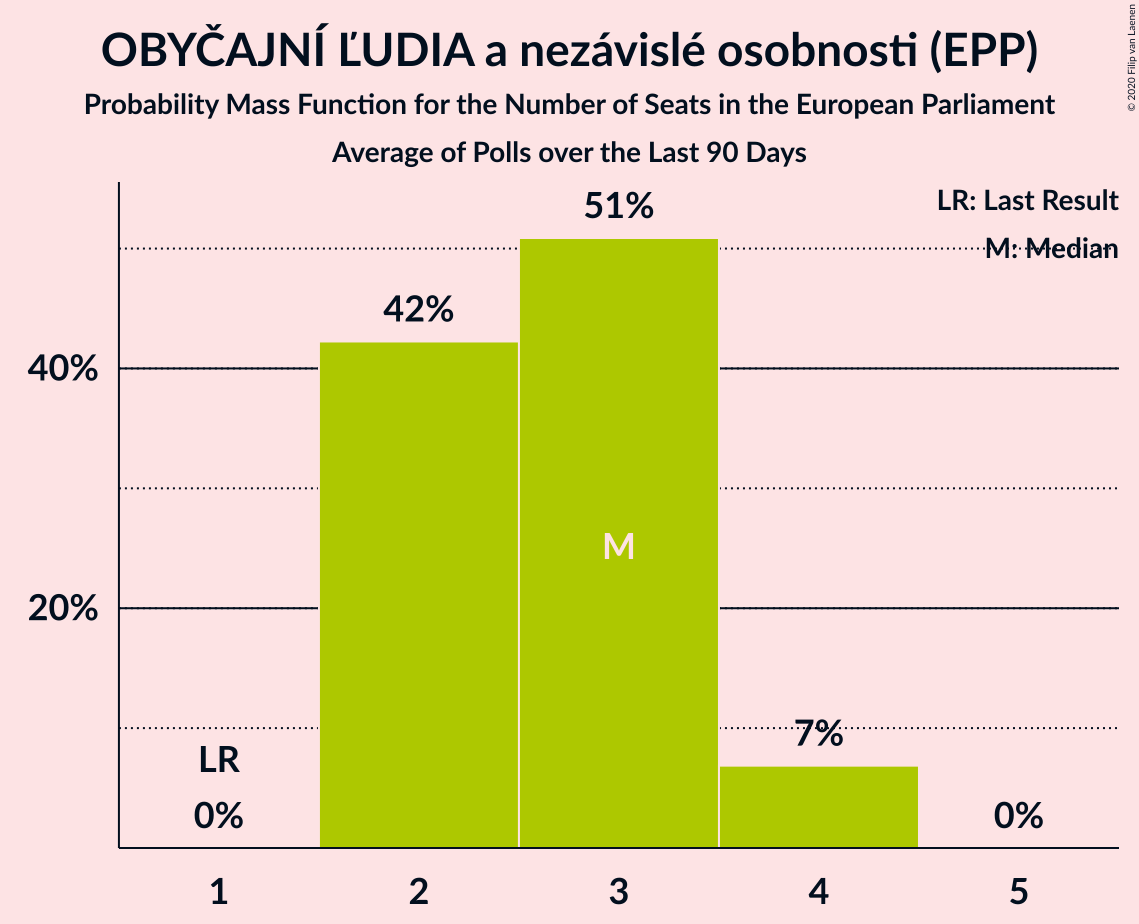 OBYČAJNÍ ĽUDIA a nezávislé osobnosti (EPP)
Probability Mass Function for the Number of Seats in the European Parliament
Average of Polls over the Last 90 Days
© 2020 Filip van Laenen
LR: Last Result
M: Median
51%
42%
40%
M
20%
7%
LR
0%
0%
1 2 3 4 5